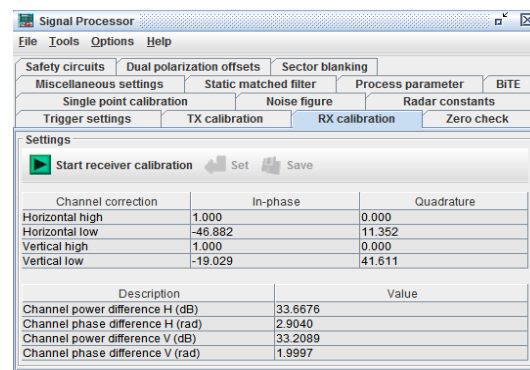 Signal Processor
File Tools Options Help
Safety circuits Dual polarization offsets Sector blanking
Miscellaneous settings Static matched filter Process parameter BiTE
Single point calibration Noise figure Radar constants
Trigger settings TX calibration RX calibration Zero check
Settings
Start receiver calibration Set Save
Channel correction In-phase Quadrature
Horizontal high 1.000 0.000
Horizontal low -46.882 11.352
Vertical high 1.000 0.000
Vertical low -19.029 41.611
Description Value
Channel power difference H (dB) 33.6676
Channel phase difference H (rad) 2.9040
Channel power difference V (dB) 33.2089
Channel phase difference V (rad) 1.9997